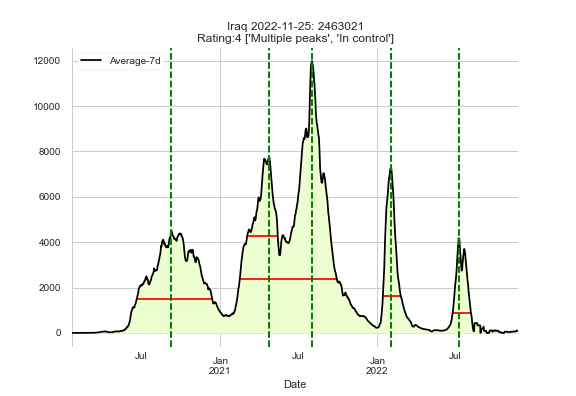 Iraq 2022-11-25: 2463021
Rating:4 ['Multiple peaks', 'In control']
Average-7d
12000
10000
8000
6000
4000
2000
0
Jul
Jan
2021
Jul
Jan
2022
Jul
Date